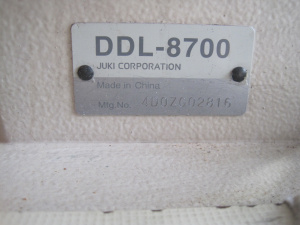 DDL-8700
JUKI CORPORATION
Made in China
Mfg.No.